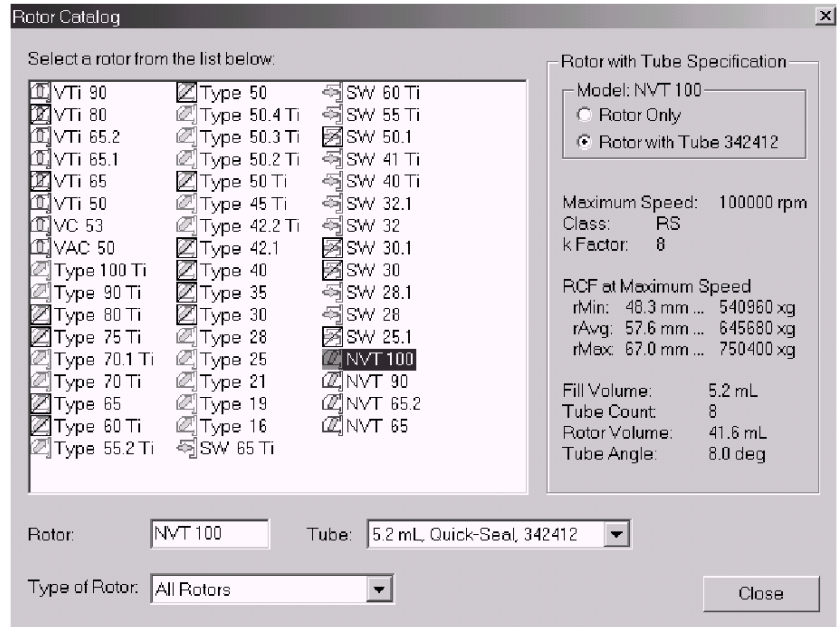 Rotor Catalog
Select a rotor from the list below:
VTi 90
VTi 80
VTi 65.2
VTi 65.1
VTi 65
VTi 50
VC 53
VAC 50
Type 100 Ti
Type 90 Ti
Type 80 Ti
Type 75 Ti
Type 70.1 Ti
Type 70 Ti
Type 65
Type 60 Ti
Type 55.2 Ti
Type 50
Type 50.4 Ti
Type 50.3 Ti
Type 50.2 Ti
Type 50 Ti
Type 45 Ti
Type 42.2 Ti
Type 42.1
Type 40
Type 35
Type 30
Type 28
Type 25
Type 21
Type 19
Type 16
SW 65 Ti
SW 60 Ti
SW 55 Ti
SW 50.1
SW 41 Ti
SW 40 Ti
SW 32.1
SW 32
SW 30.1
SW 30
SW 28.1
SW 28
SW 25.1
NVT 100
NVT 90
NVT 65.2
NVT 65
Rotor with Tube Specification
Model: NVT 100
Rotor Only
Rotor with Tube 342412
Maximum Speed: 100000 rpm
Class: RS
k Factor: 8
RCF at Maximum Speed
rMin: 48.3 mm ... 540960 xg
rAvg: 57.6 mm ... 645680 xg
rMax: 67.0 mm ... 750400 xg
Fill Volume: 5.2 mL
Tube Count: 8
Rotor Volume: 41.6 mL
Tube Angle: 8.0 deg
Rotor: NVT 100 Tube: 5.2 mL, Quick-Seal, 342412
Type of Rotor: All Rotors
Close